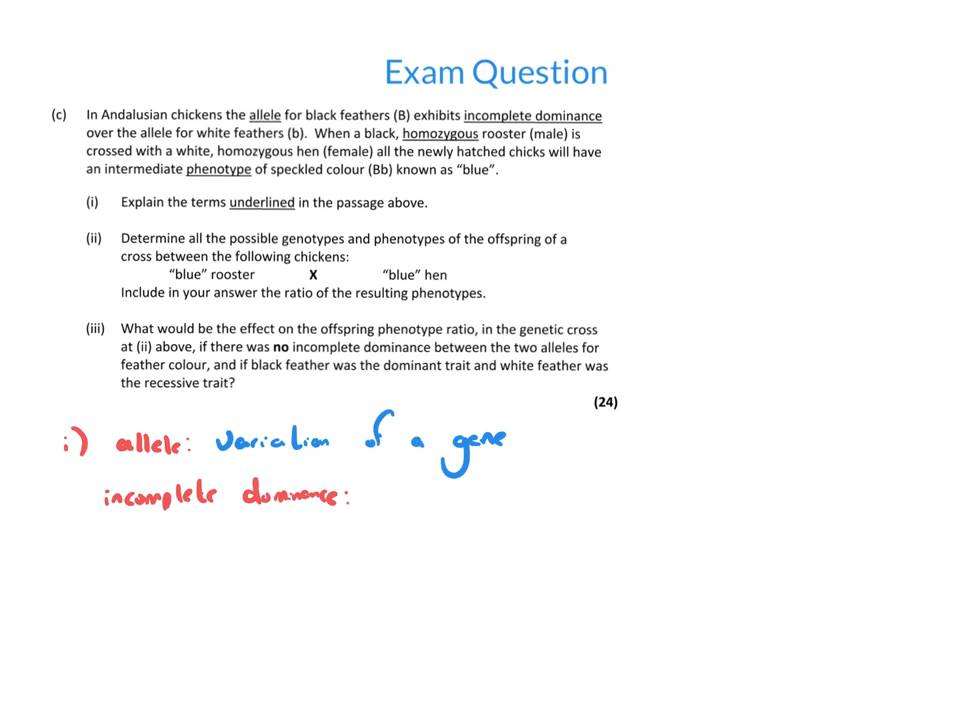 Exam Question
(c) In Andalusian chickens the allele for black feathers (B) exhibits incomplete dominance
over the allele for white feathers (b). When a black, homozygous rooster (male) is
crossed with a white, homozygous hen (female) all the newly hatched chicks will have
an intermediate phenotype of speckled colour (Bb) known as “blue”.
(i) Explain the terms underlined in the passage above.
(ii) Determine all the possible genotypes and phenotypes of the offspring of a
cross between the following chickens:
“blue” rooster X “blue” hen
Include in your answer the ratio of the resulting phenotypes.
(iii) What would be the effect on the offspring phenotype ratio, in the genetic cross
at (ii) above, if there was no incomplete dominance between the two alleles for
feather colour, and if black feather was the dominant trait and white feather was
the recessive trait?
(24)
i) allele: variation of a gene
incomplete dominance: